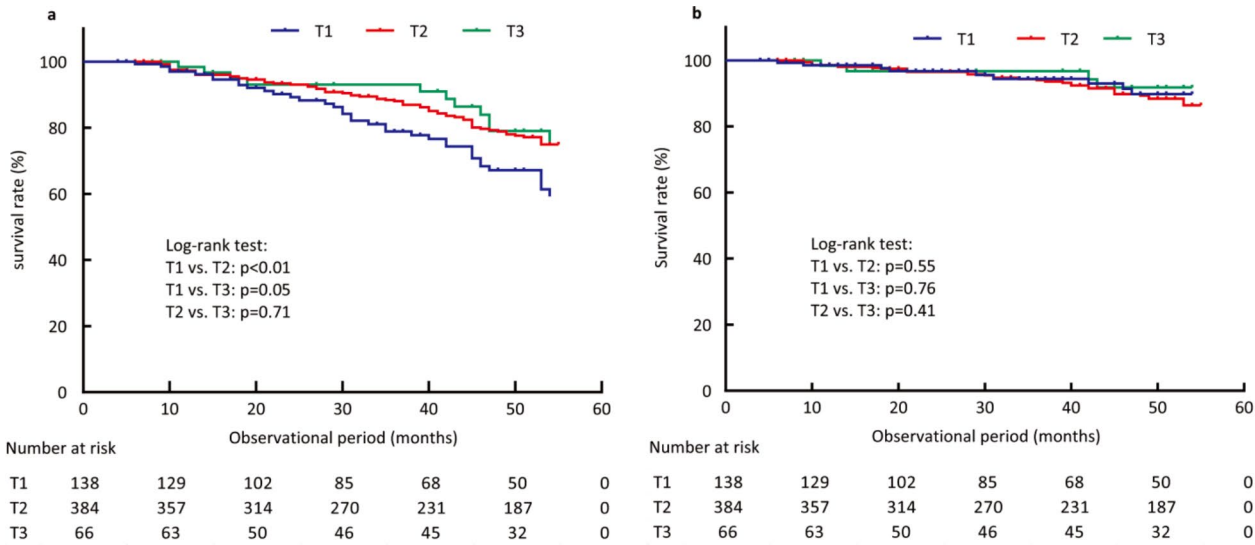 a
T1 T2 T3
100
80
60
40
20
0
survival rate (%)
Log-rank test:
T1 vs. T2: p<0.01
T1 vs. T3: p=0.05
T2 vs. T3: p=0.71
0 10 20 30 40 50 60
Observational period (months)
Number at risk
T1 138 129 102 85 68 50 0
T2 384 357 314 270 231 187 0
T3 66 63 50 46 45 32 0
b
T1 T2 T3
100
80
60
40
20
0
Survival rate (%)
Log-rank test:
T1 vs. T2: p=0.55
T1 vs. T3: p=0.76
T2 vs. T3: p=0.41
0 10 20 30 40 50 60
Observational period (months)
Number at risk
T1 138 129 102 85 68 50 0
T2 384 357 314 270 231 187 0
T3 66 63 50 46 45 32 0